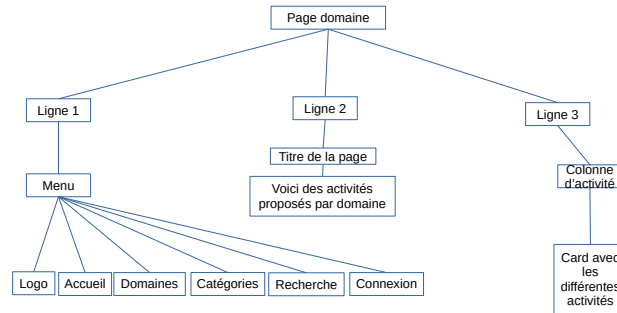 Page domaine
Ligne 1
Ligne 2
Ligne 3
Titre de la page
Colonne
d'activité
Menu
Voici des activités
proposés par domaine
Logo
Accueil
Domaines
Catégories
Recherche
Connexion
Card avec
les
différentes
activités